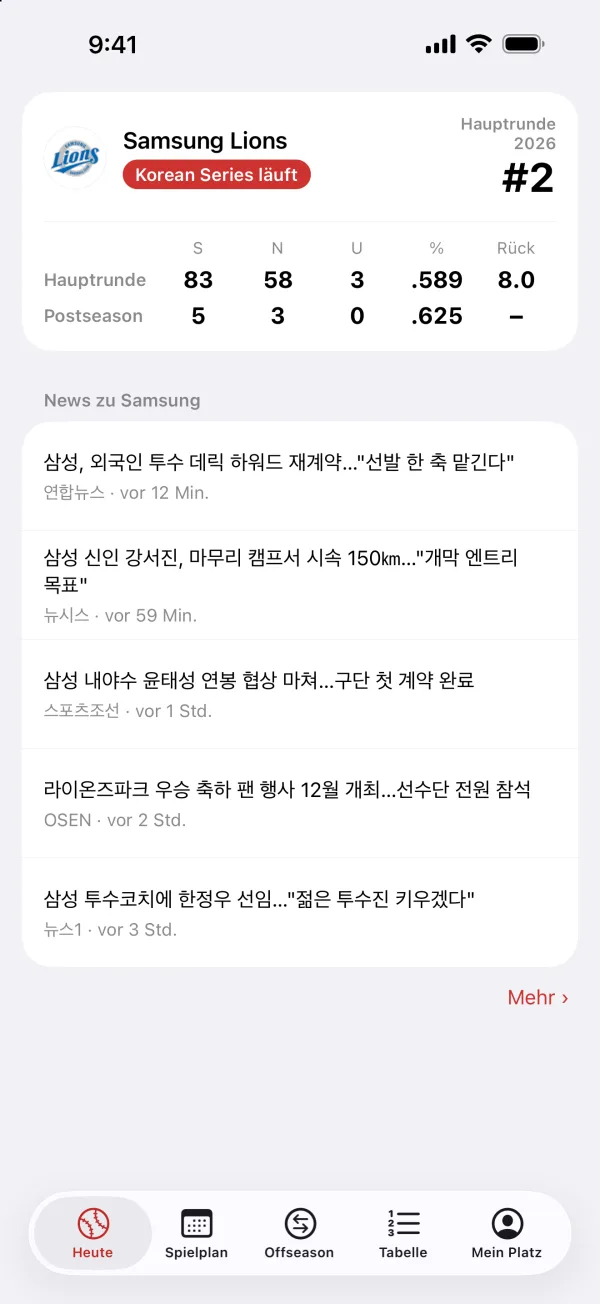 9:41
Lions
Samsung Lions
Korean Series läuft
Hauptrunde
2026
#2
S N U % Rück
Hauptrunde 83 58 3 .589 8.0
Postseason 5 3 0 .625 –
News zu Samsung
삼성, 외국인 투수 데릭 하워드 재계약…"선발 한 축 맡긴다"
연합뉴스 · vor 12 Min.
삼성 신인 강서진, 마무리 캠프서 시속 150㎞…"개막 엔트리
목표"
뉴시스 · vor 59 Min.
삼성 내야수 윤태성 연봉 협상 마쳐…구단 첫 계약 완료
스포츠조선 · vor 1 Std.
라이온즈파크 우승 축하 팬 행사 12월 개최…선수단 전원 참석
OSEN · vor 2 Std.
삼성 투수코치에 한정우 선임…"젊은 투수진 키우겠다"
뉴스1 · vor 3 Std.
Mehr ›
Heute
Spielplan
Offseason
Tabelle
Mein Platz